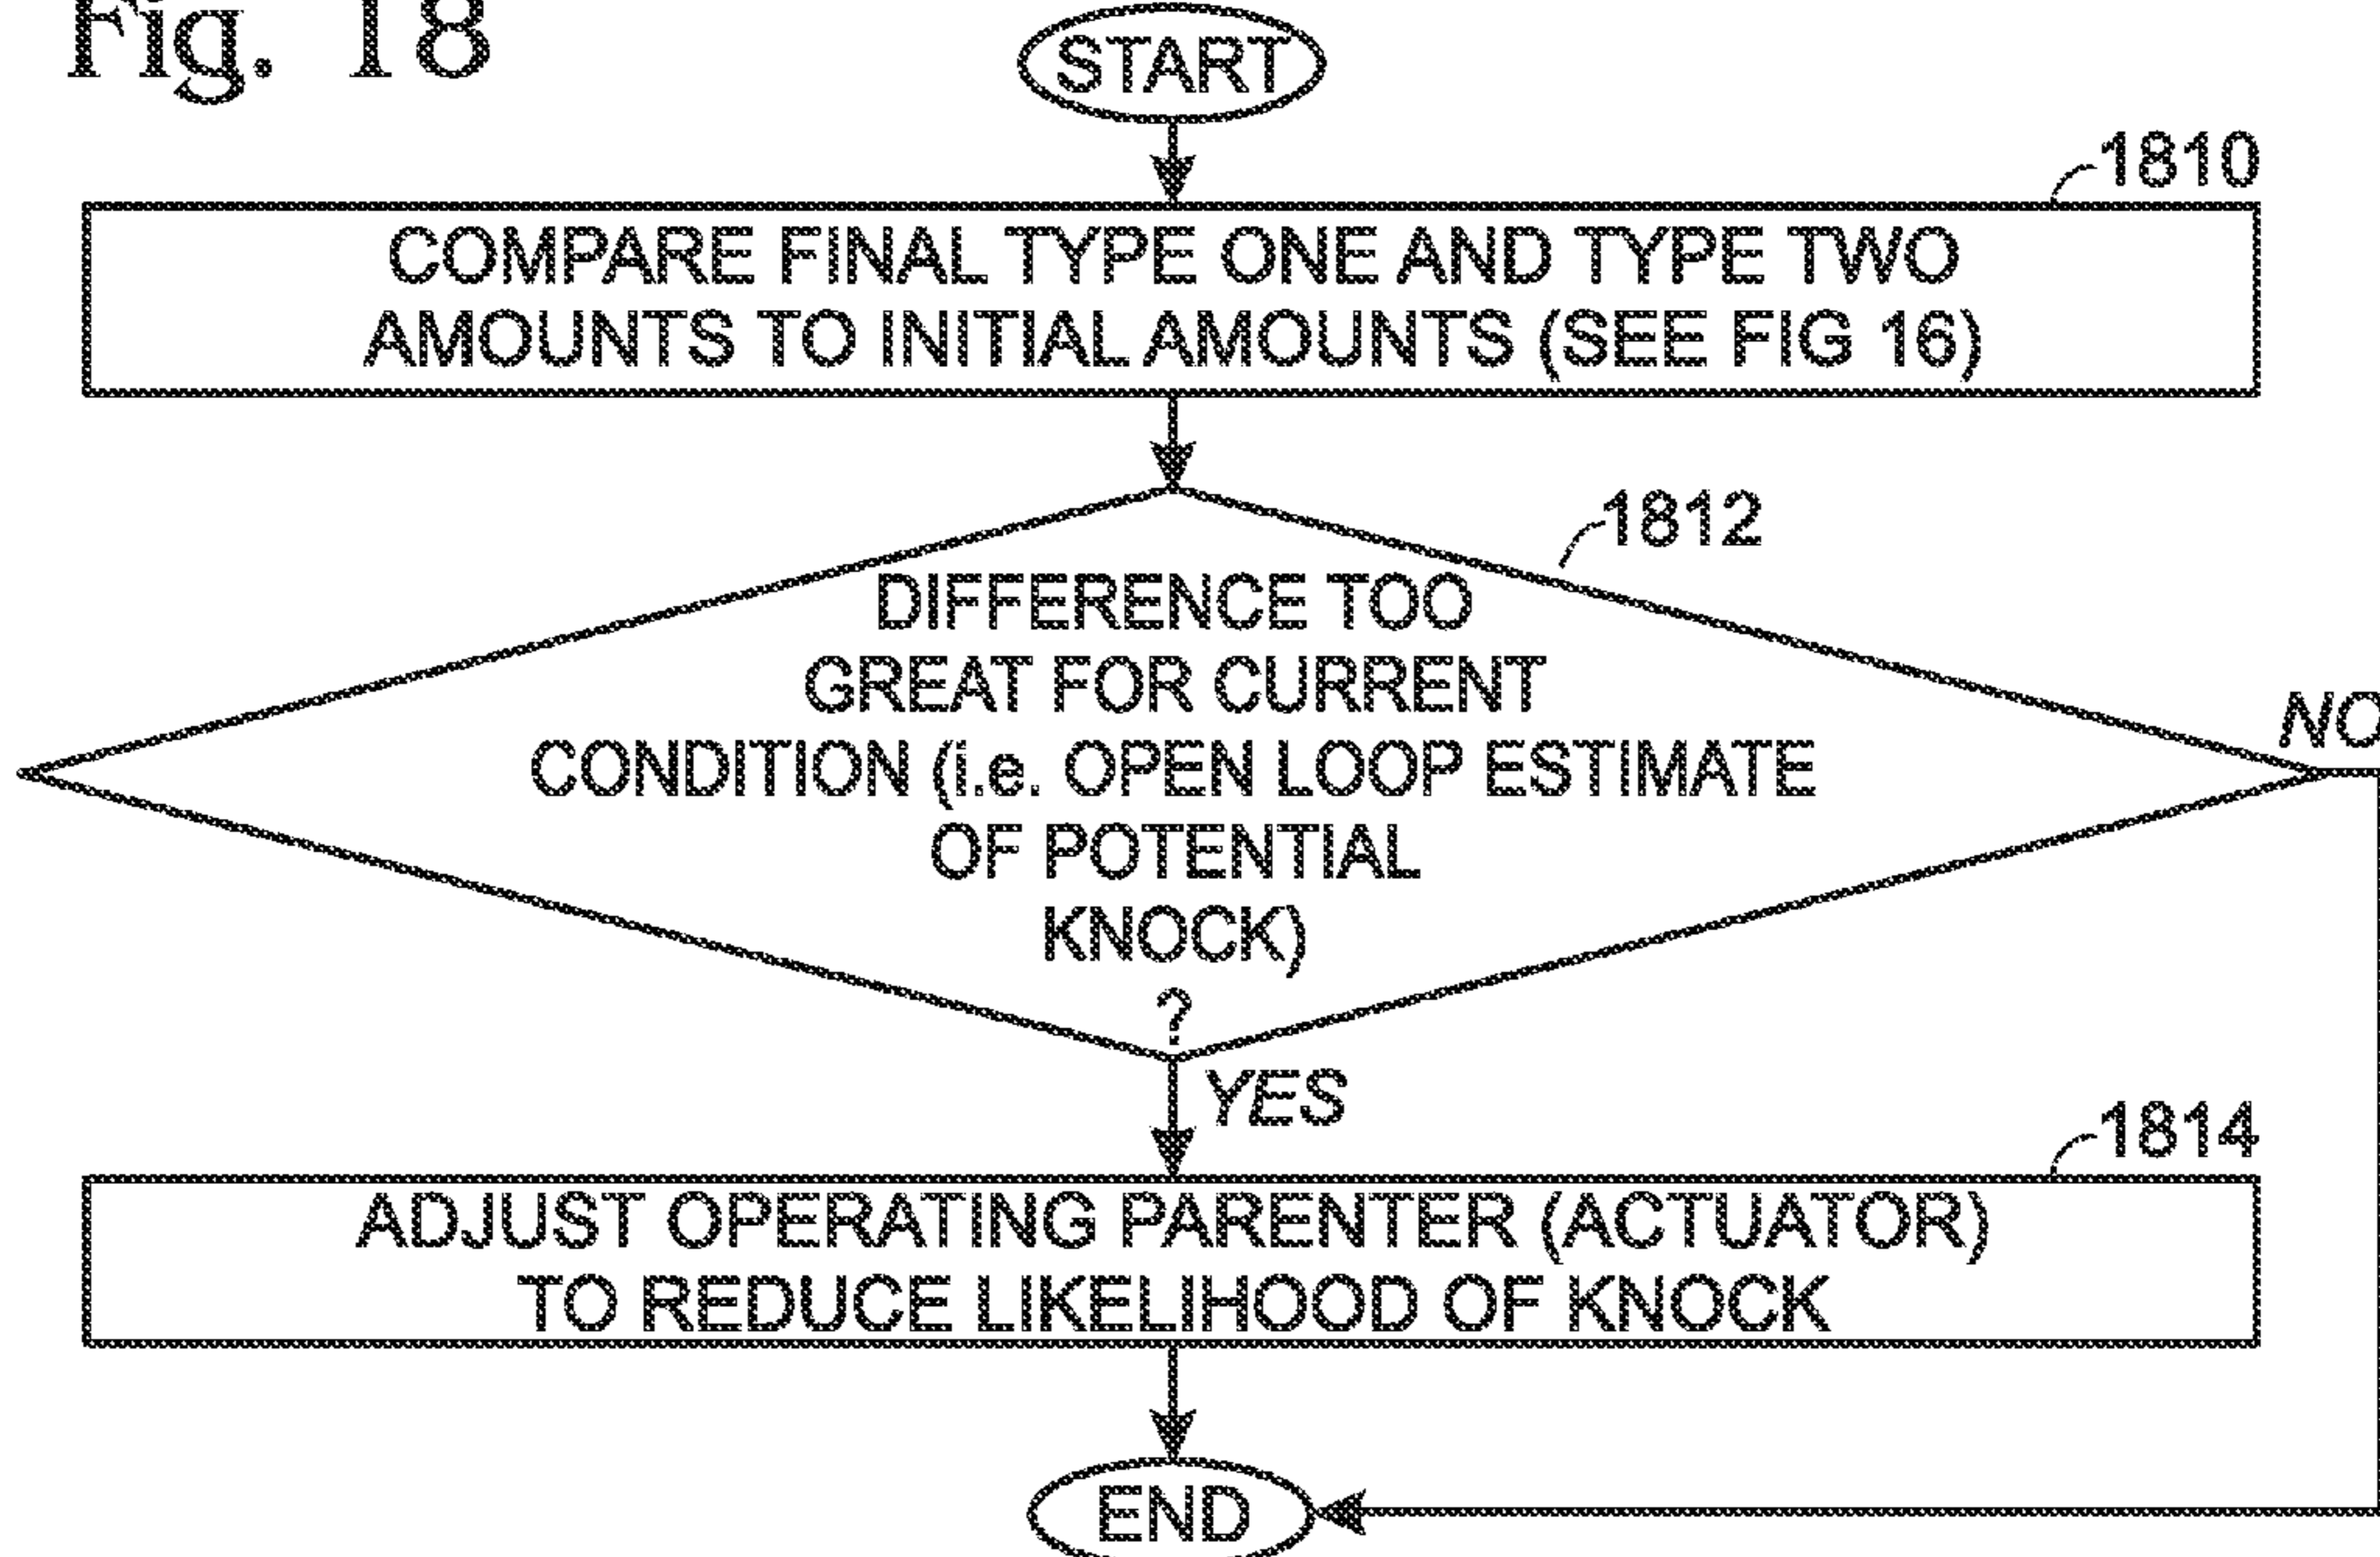 Fig. 18
START
1810
COMPARE FINAL TYPE ONE AND TYPE TWO
AMOUNTS TO INITIAL AMOUNTS (SEE FIG 16)
1812
DIFFERENCE TOO
GREAT FOR CURRENT
CONDITION (i.e. OPEN LOOP ESTIMATE
OF POTENTIAL
KNOCK)
?
NO
YES
1814
ADJUST OPERATING PARENTER (ACTUATOR)
TO REDUCE LIKELIHOOD OF KNOCK
END